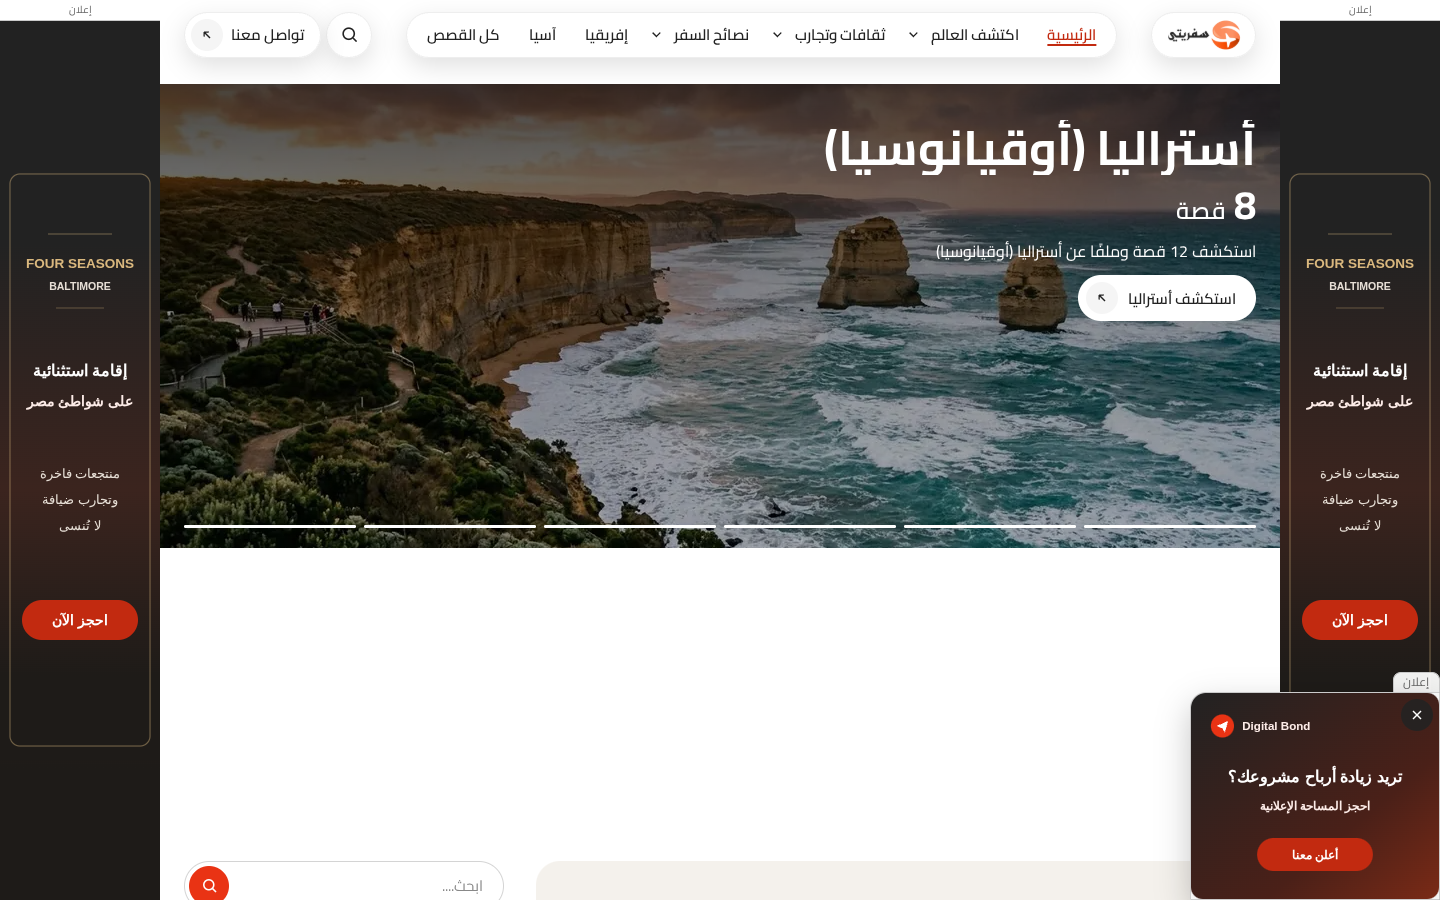 إعلان
إعلان
سفريتي
الرئيسية
اكتشف العالم
ثقافات وتجارب
نصائح السفر
إفريقيا
آسيا
كل القصص
تواصل معنا
أستراليا (أوقيانوسيا)
8 قصة
استكشف 12 قصة وملفًا عن أستراليا (أوقيانوسيا)
استكشف أستراليا
FOUR SEASONS
BALTIMORE
إقامة استثنائية
على شواطئ مصر
منتجعات فاخرة
وتجارب ضيافة
لا تُنسى
احجز الآن
FOUR SEASONS
BALTIMORE
إقامة استثنائية
على شواطئ مصر
منتجعات فاخرة
وتجارب ضيافة
لا تُنسى
احجز الآن
إعلان
Digital Bond
تريد زيادة أرباح مشروعك؟
احجز المساحة الإعلانية
أعلن معنا
ابحث....